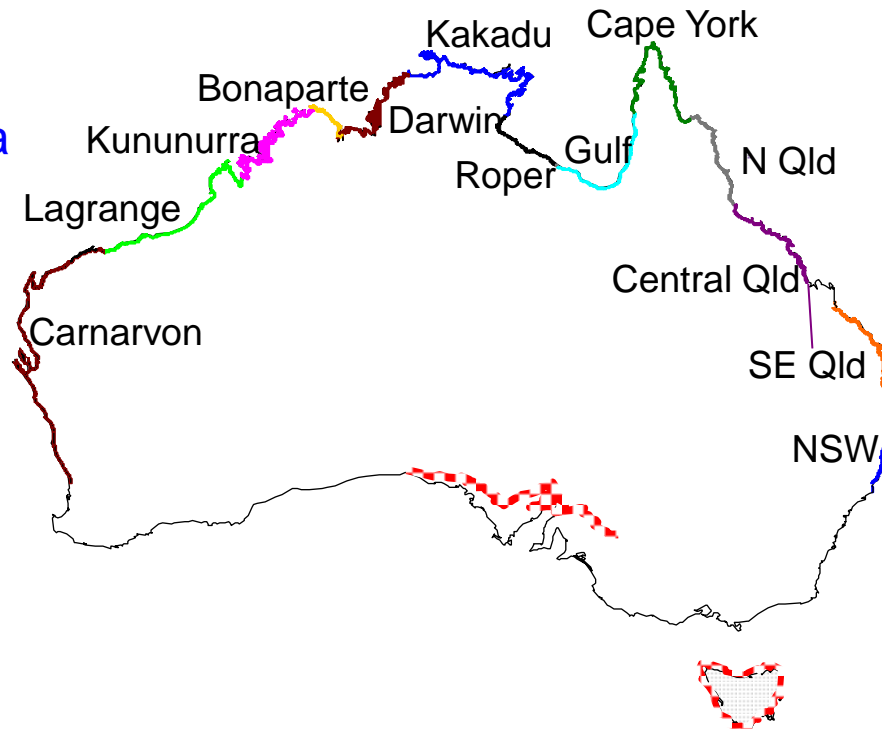 Cape York
Kakadu
Bonaparte
Darwin
a
Kununurra
Gulf
N Qld
Roper
Lagrange
Central Qld
Carnarvon
SE Qld
NSW